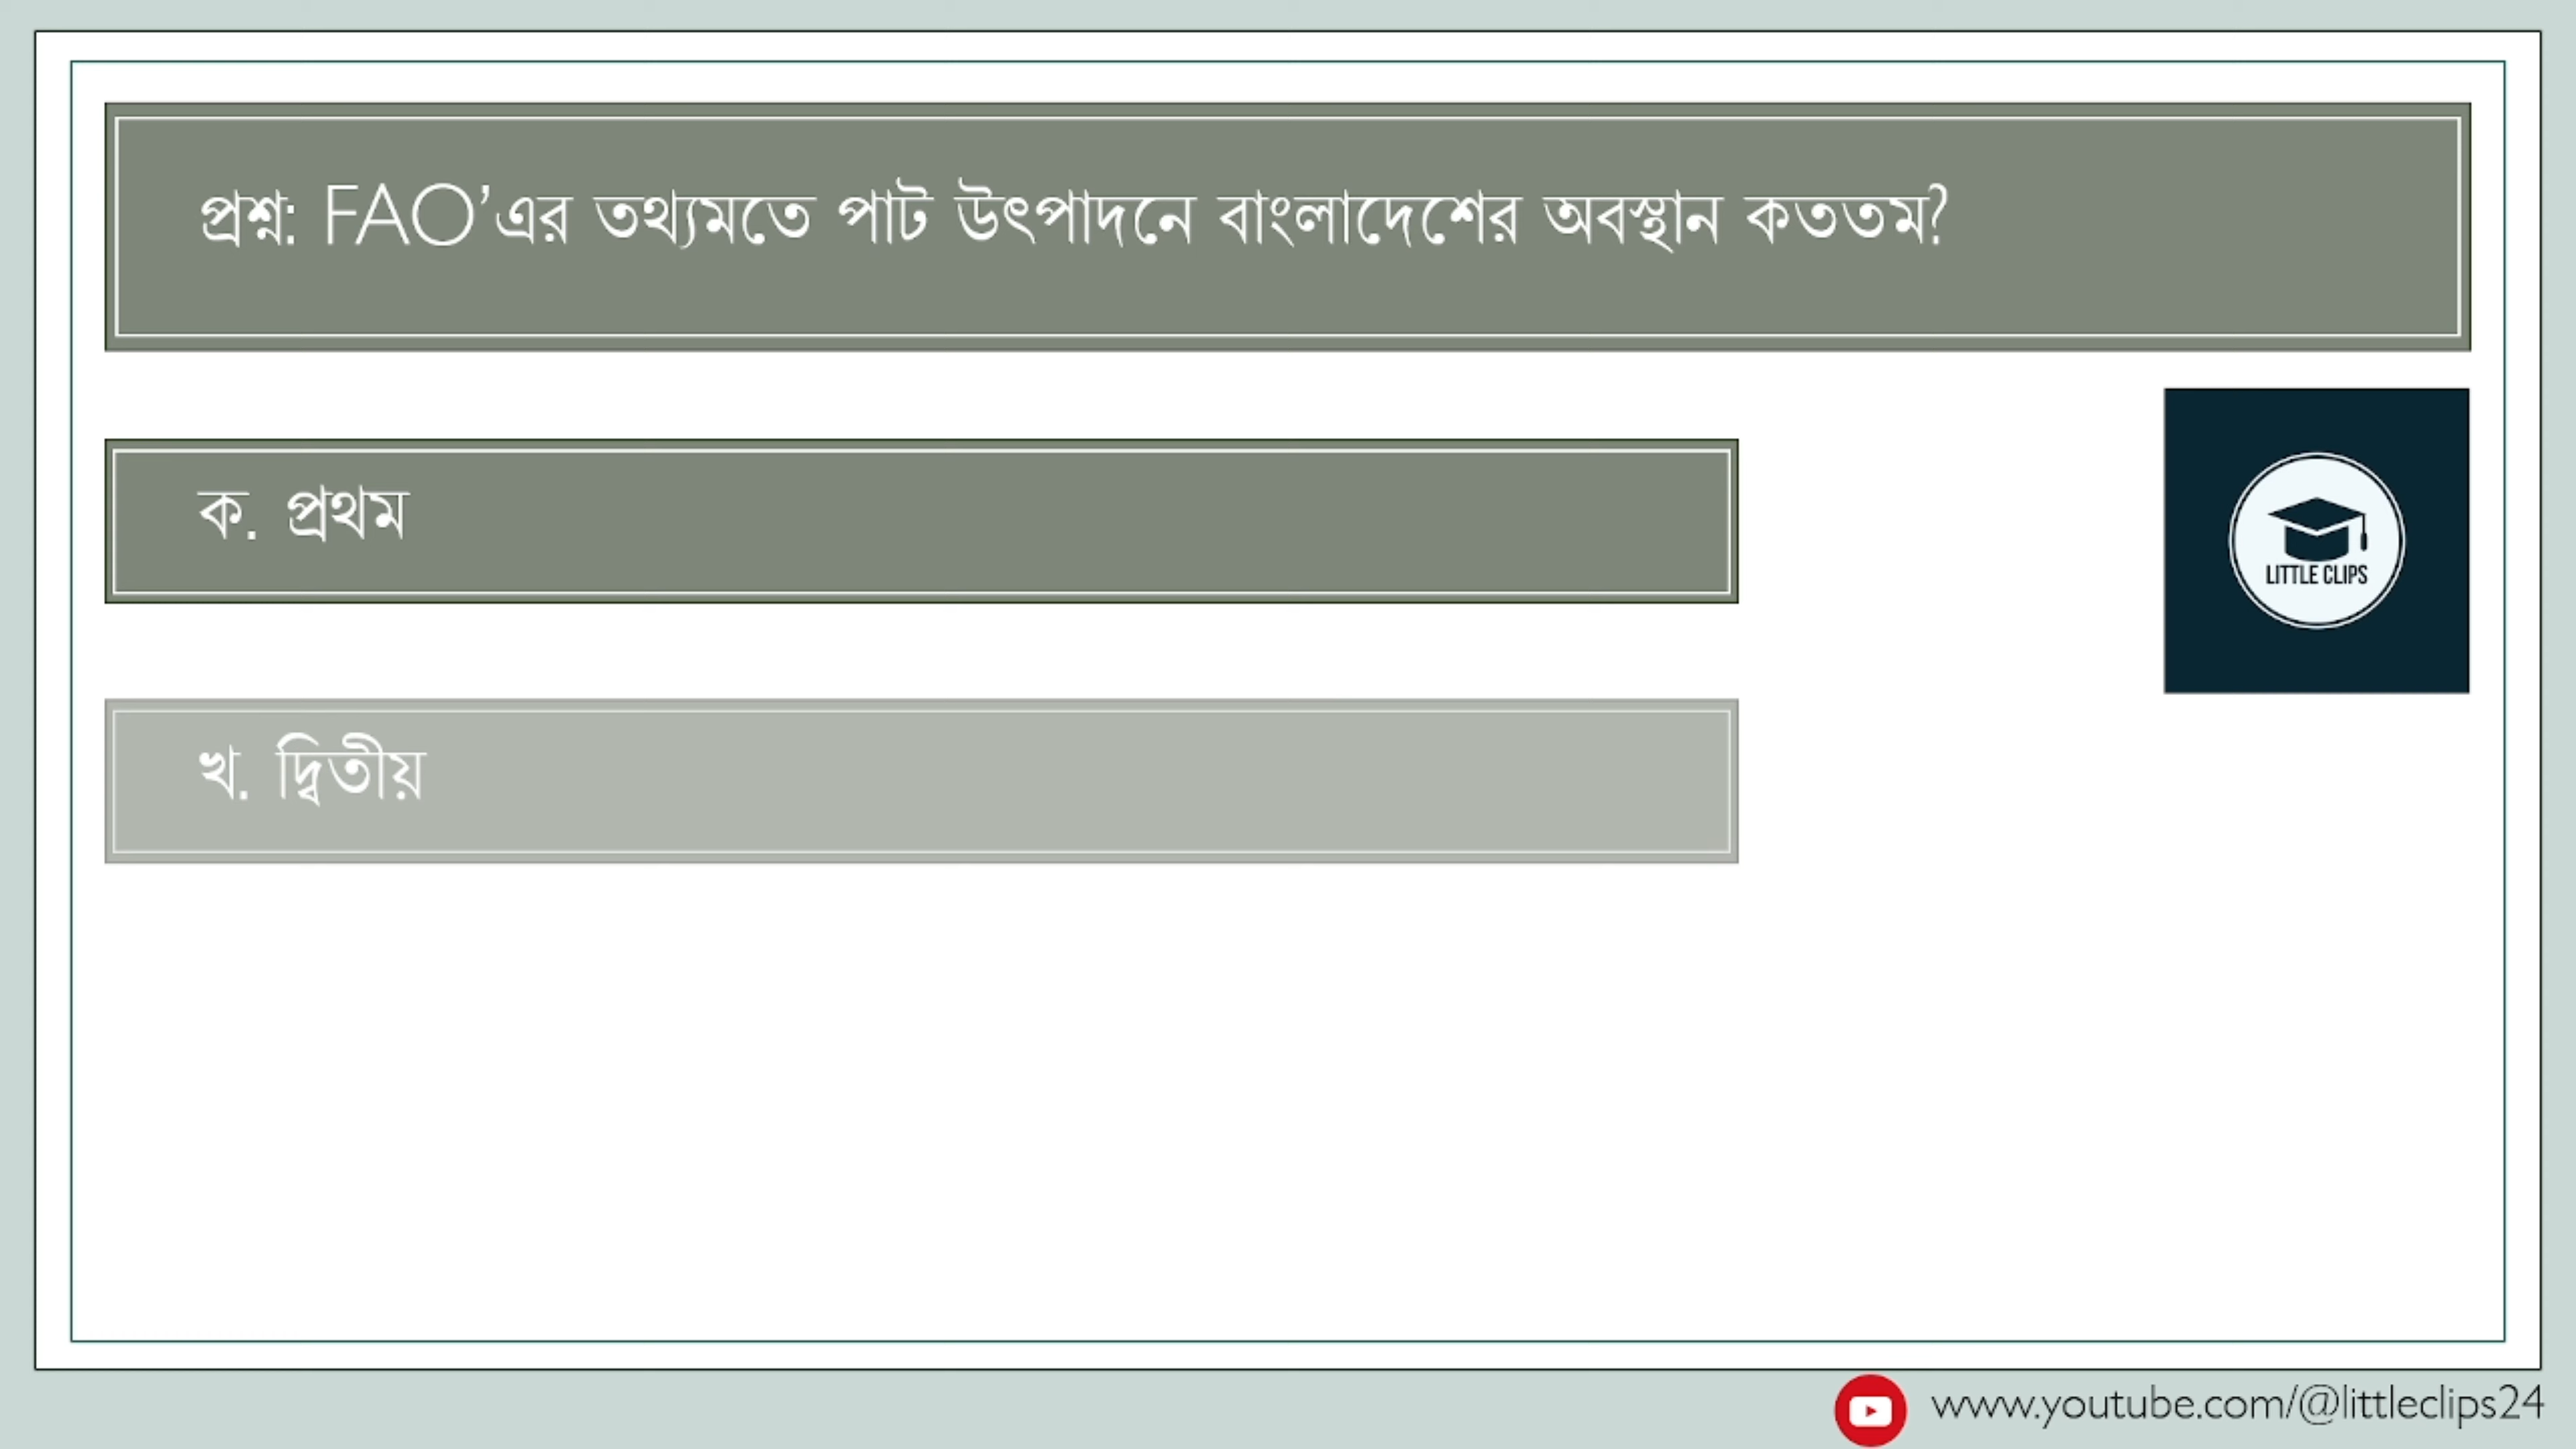 প্রশ্ন: FAO’এর তথ্যমতে পাট উৎপাদনে বাংলাদেশের অবস্থান কততম?
ক. প্রথম
LITTLE CLIPS
খ. দ্বিতীয়
www.youtube.com/@littleclips24